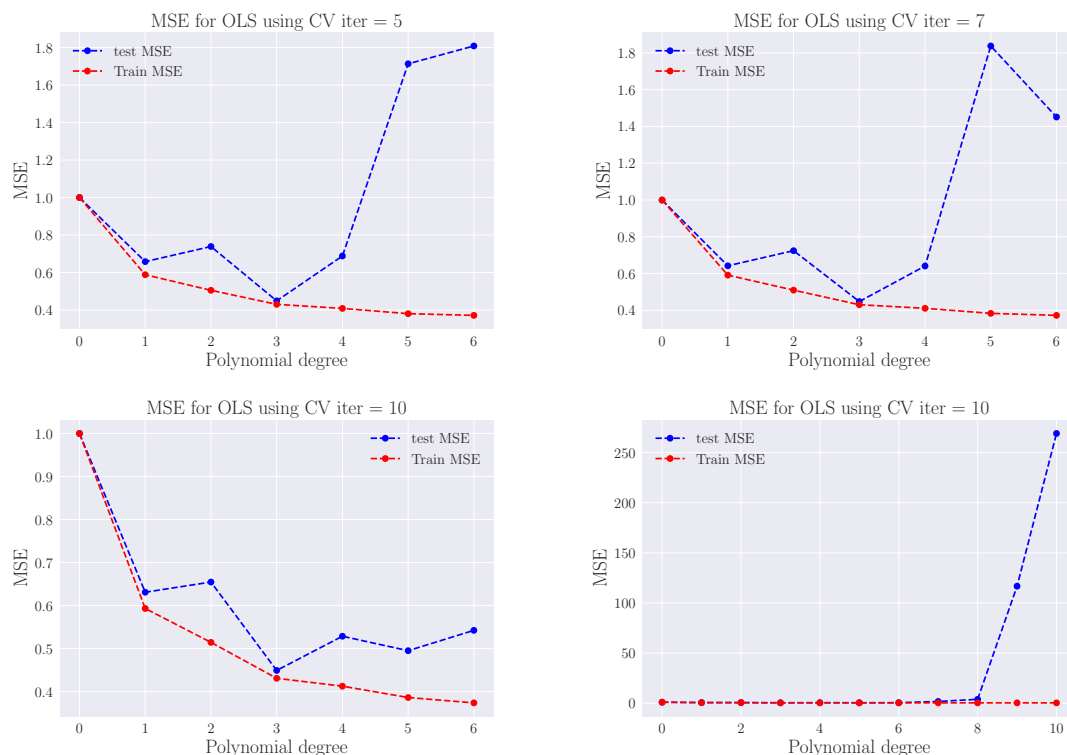 MSE for OLS using CV iter = 5
test MSE
Train MSE
1.8
1.6
1.4
1.2
1.0
0.8
0.6
0.4
MSE
0 1 2 3 4 5 6
Polynomial degree
MSE for OLS using CV iter = 7
test MSE
Train MSE
1.8
1.6
1.4
1.2
1.0
0.8
0.6
0.4
MSE
0 1 2 3 4 5 6
Polynomial degree
MSE for OLS using CV iter = 10
test MSE
Train MSE
1.0
0.9
0.8
0.7
0.6
0.5
0.4
MSE
0 1 2 3 4 5 6
Polynomial degree
MSE for OLS using CV iter = 10
test MSE
Train MSE
250
200
150
100
50
0
MSE
0 2 4 6 8 10
Polynomial degree